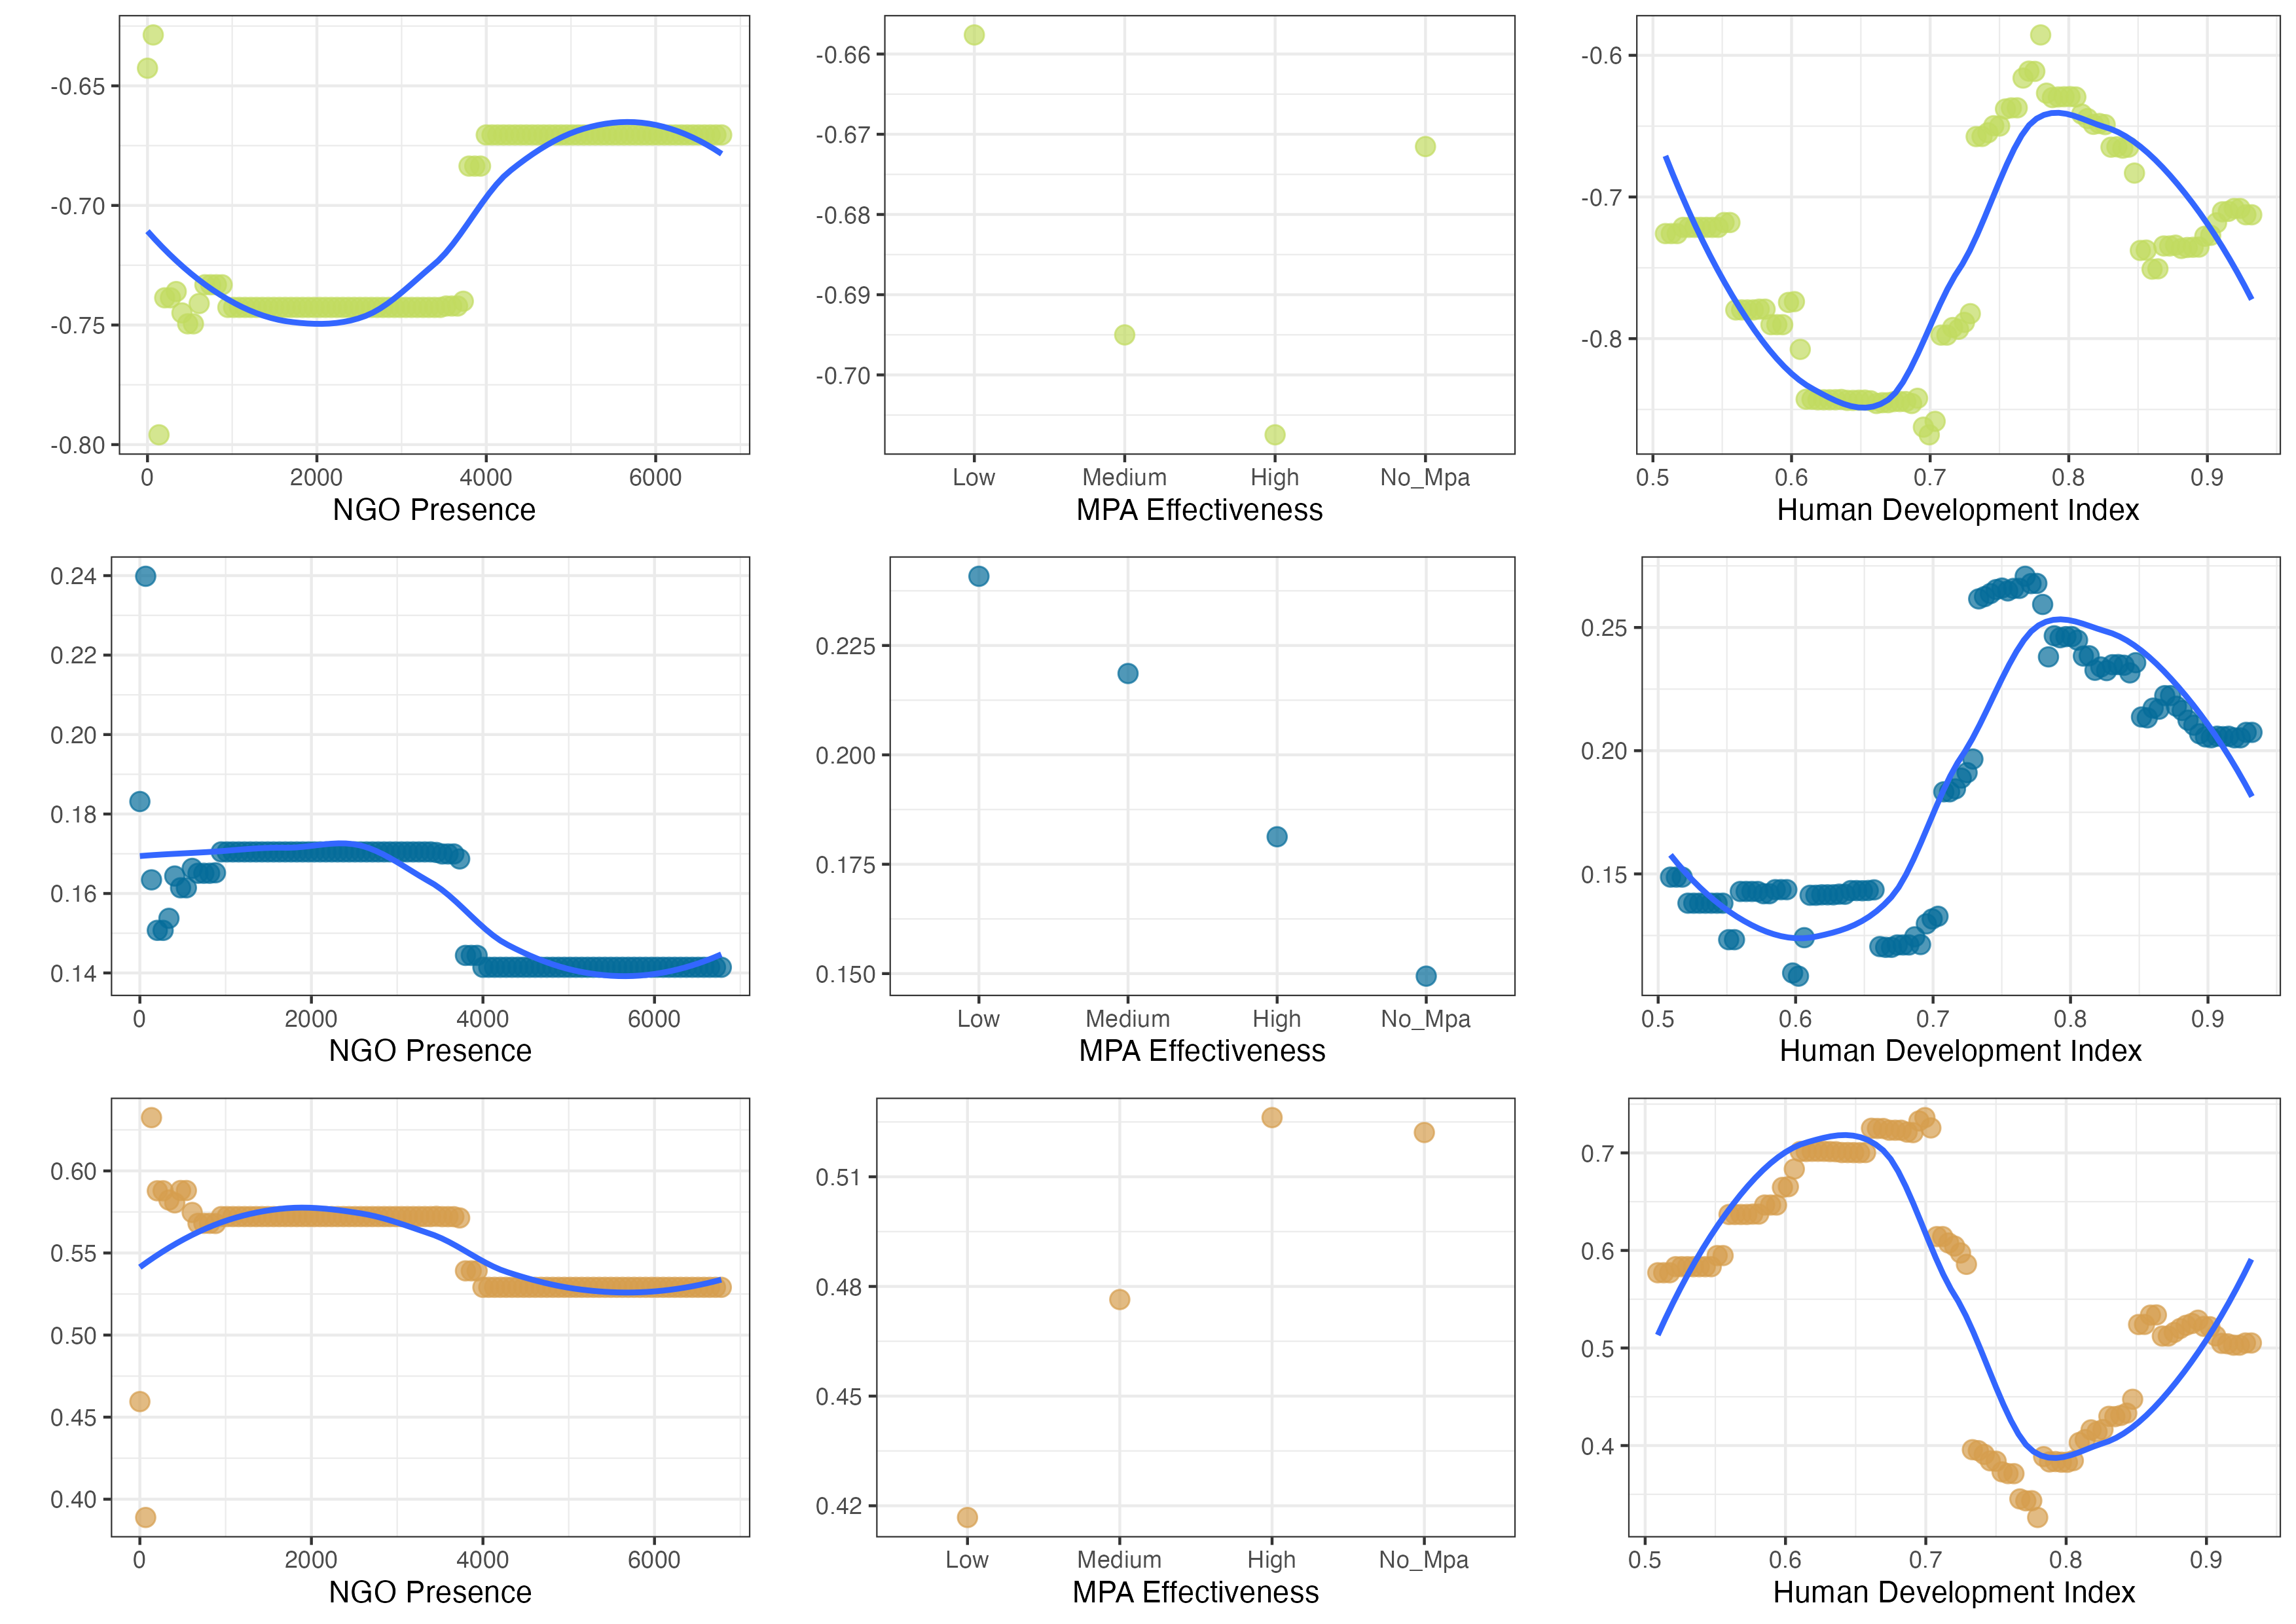 -0.65
-0.70
-0.75
-0.80
0 2000 4000 6000
NGO Presence
-0.66
-0.67
-0.68
-0.69
-0.70
Low Medium High No_Mpa
MPA Effectiveness
-0.6
-0.7
-0.8
0.5 0.6 0.7 0.8 0.9
Human Development Index
0.24
0.22
0.20
0.18
0.16
0.14
0 2000 4000 6000
NGO Presence
0.225
0.200
0.175
0.150
Low Medium High No_Mpa
MPA Effectiveness
0.25
0.20
0.15
0.5 0.6 0.7 0.8 0.9
Human Development Index
0.60
0.55
0.50
0.45
0.40
0 2000 4000 6000
NGO Presence
0.51
0.48
0.45
0.42
Low Medium High No_Mpa
MPA Effectiveness
0.7
0.6
0.5
0.4
0.5 0.6 0.7 0.8 0.9
Human Development Index